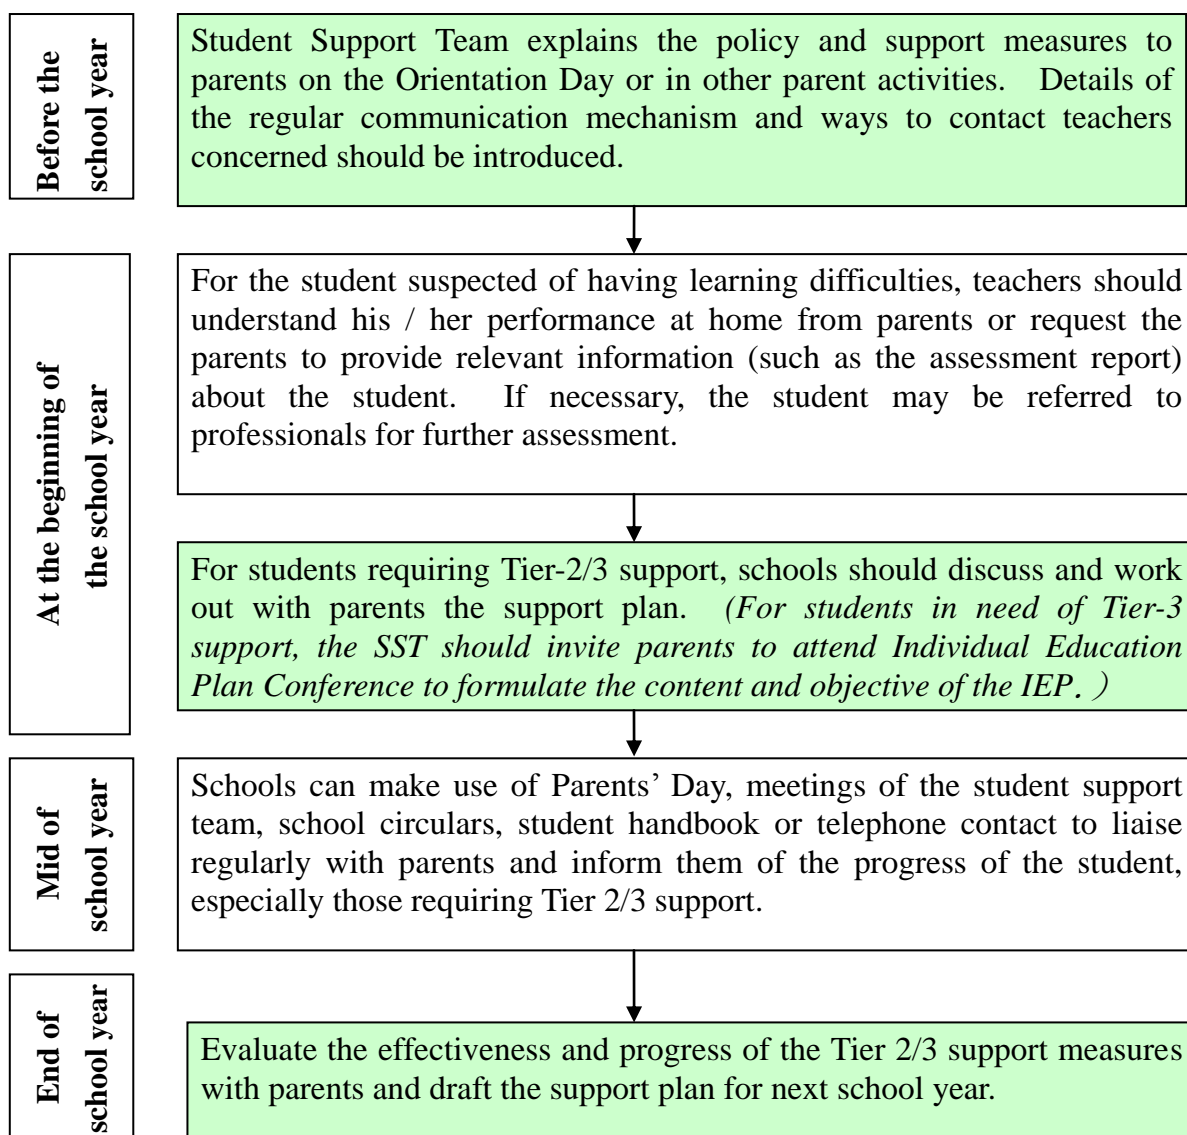 Before the
school year
Student Support Team explains the policy and support measures to
parents on the Orientation Day or in other parent activities. Details of
the regular communication mechanism and ways to contact teachers
concerned should be introduced.
At the beginning of
the school year
For the student suspected of having learning difficulties, teachers should
understand his / her performance at home from parents or request the
parents to provide relevant information (such as the assessment report)
about the student. If necessary, the student may be referred to
professionals for further assessment.
For students requiring Tier-2/3 support, schools should discuss and work
out with parents the support plan. (For students in need of Tier-3
support, the SST should invite parents to attend Individual Education
Plan Conference to formulate the content and objective of the IEP.）
Mid of
school year
Schools can make use of Parents’ Day, meetings of the student support
team, school circulars, student handbook or telephone contact to liaise
regularly with parents and inform them of the progress of the student,
especially those requiring Tier 2/3 support.
End of
school year
Evaluate the effectiveness and progress of the Tier 2/3 support measures
with parents and draft the support plan for next school year.